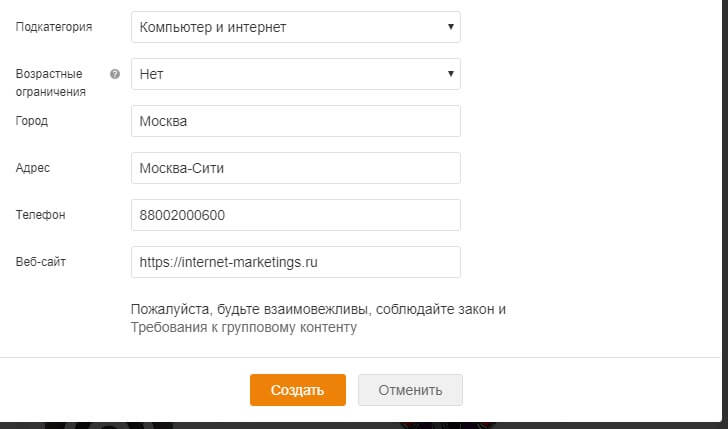 Подкатегория Компьютер и интернет
Возрастные ? Нет
ограничения
Город Москва
Адрес Москва-Сити
Телефон 88002000600
Веб-сайт https://internet-marketings.ru
Пожалуйста, будьте взаимовежливы, соблюдайте закон и
Требования к групповому контенту
Создать Отменить